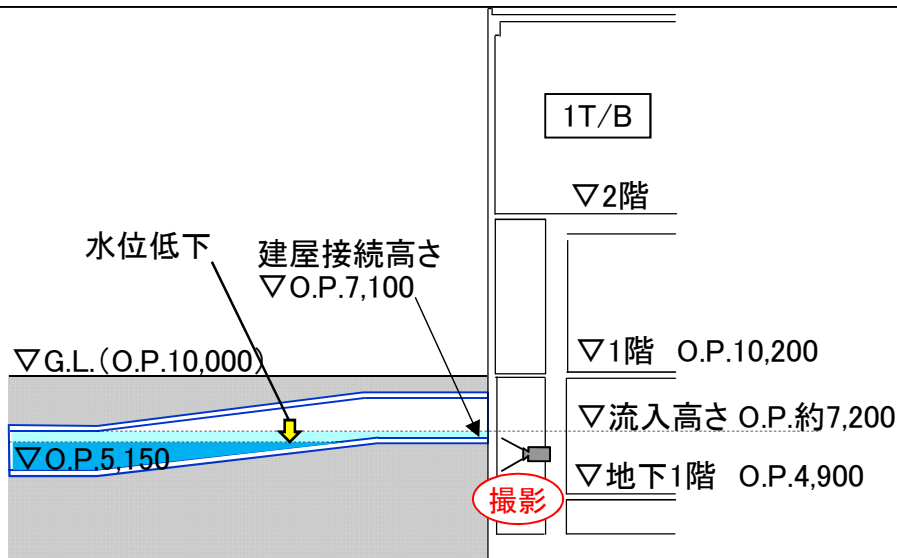 1T/B
▽2階
水位低下
建屋接続高さ
▽O.P.7,100
▽G.L.(O.P.10,000)
▽1階 O.P.10,200
▽流入高さ O.P.約7,200
▽O.P.5,150
▽地下1階 O.P.4,900
撮影